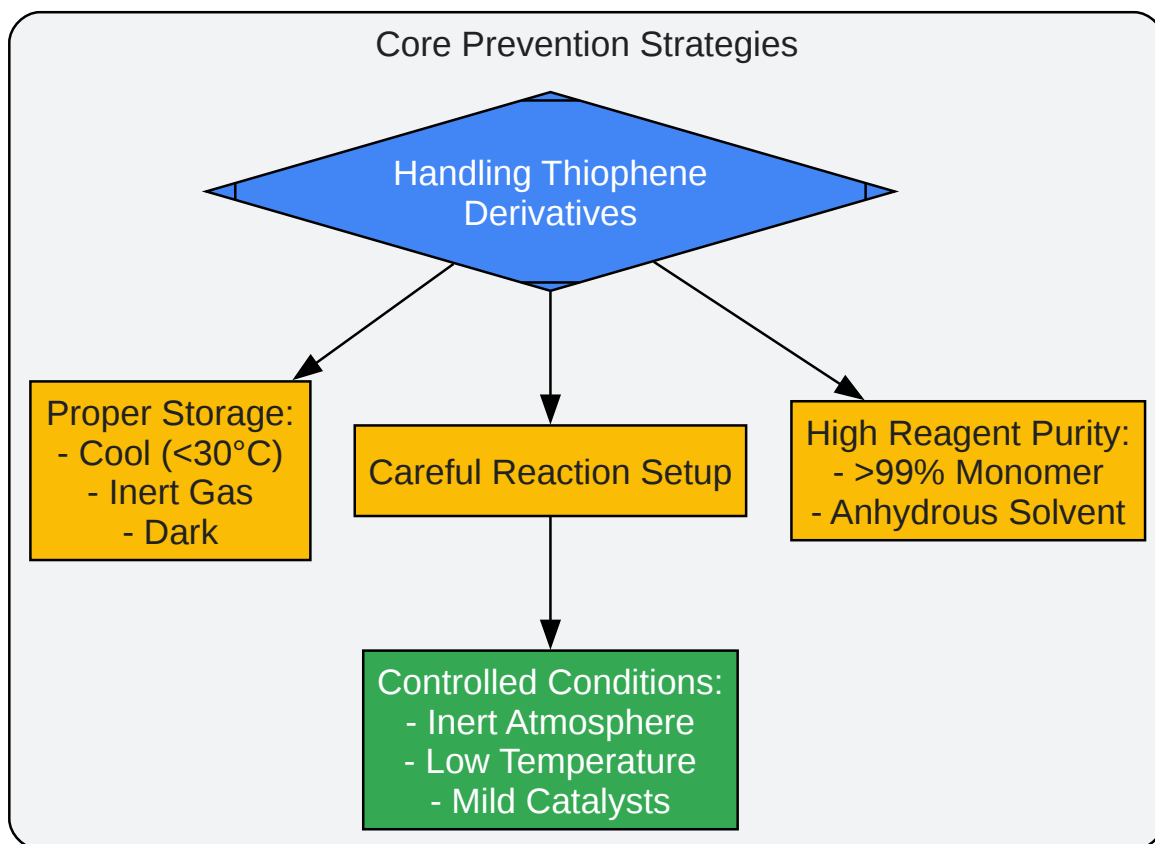 Core Prevention Strategies
Handling Thiophene
Derivatives
Proper Storage:
- Cool (<30°C)
- Inert Gas
- Dark
Careful Reaction Setup
High Reagent Purity:
- >99% Monomer
- Anhydrous Solvent
Controlled Conditions:
- Inert Atmosphere
- Low Temperature
- Mild Catalysts